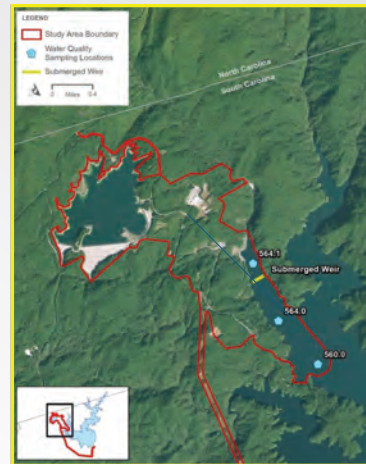 LEGEND
Study Area Boundary
Water Quality
Sampling Locations
Submerged Weir
0 Miles 0.4
North Carolina
South Carolina
564.1
Submerged Weir
564.0
560.0